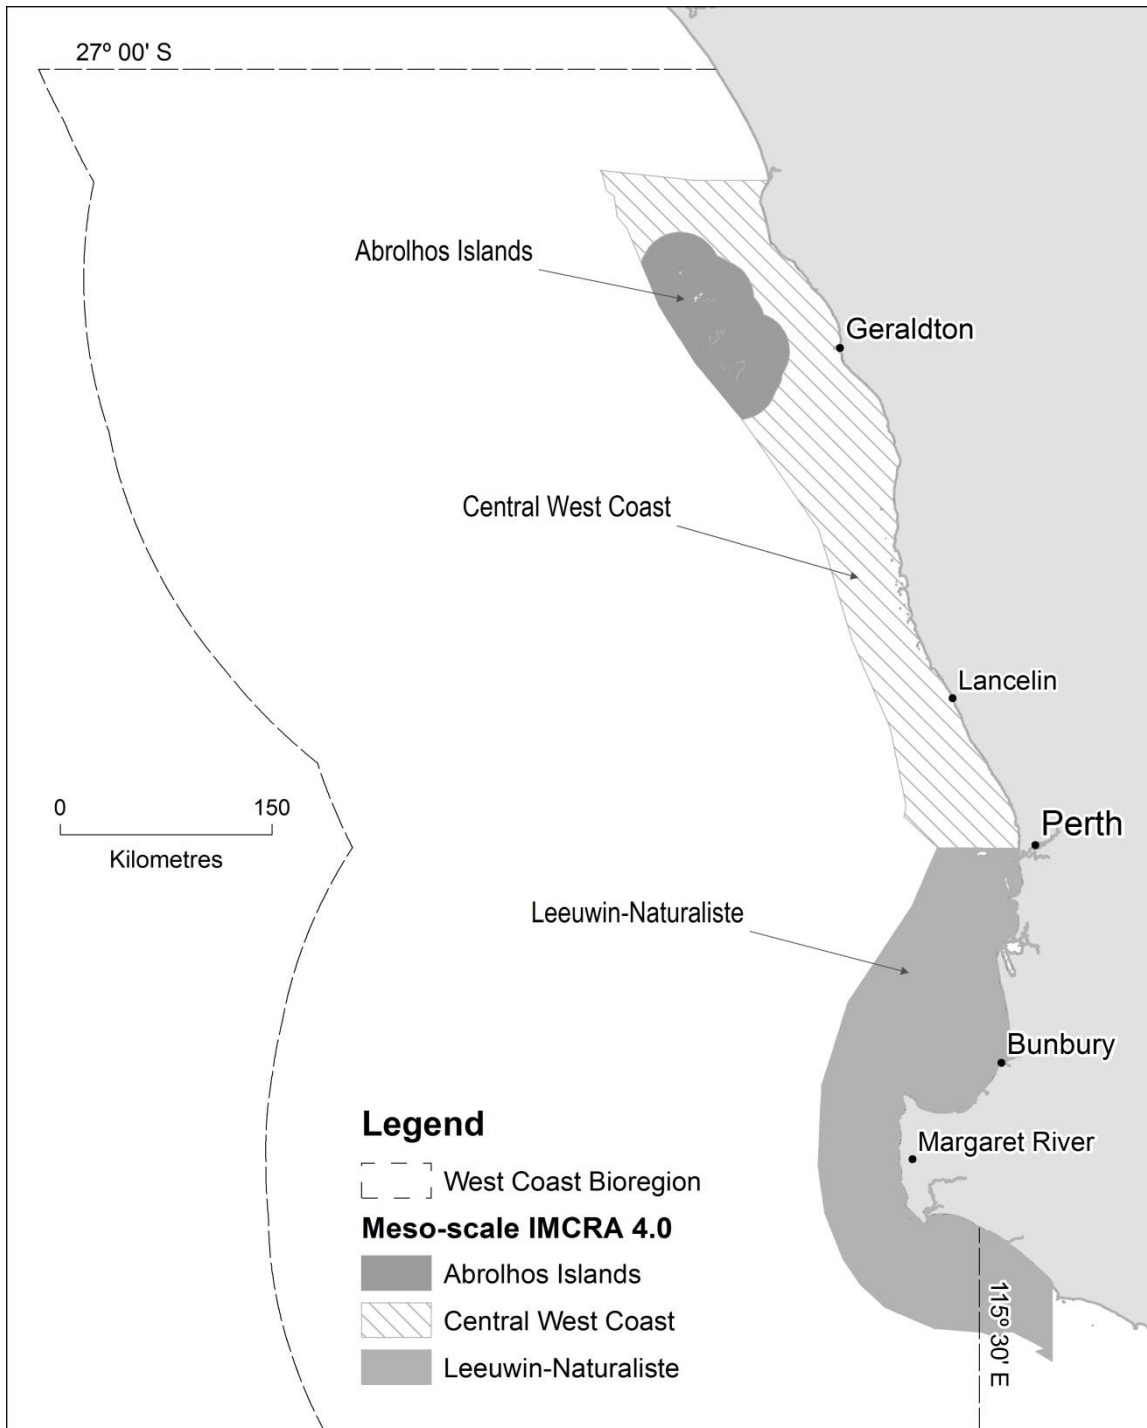 27º 00' S
Abrolhos Islands
Geraldton
Central West Coast
Lancelin
0 150
Kilometres
Perth
Leeuwin-Naturaliste
Bunbury
Margaret River
115º 30' E
Legend
West Coast Bioregion
Meso-scale IMCRA 4.0
Abrolhos Islands
Central West Coast
Leeuwin-Naturaliste